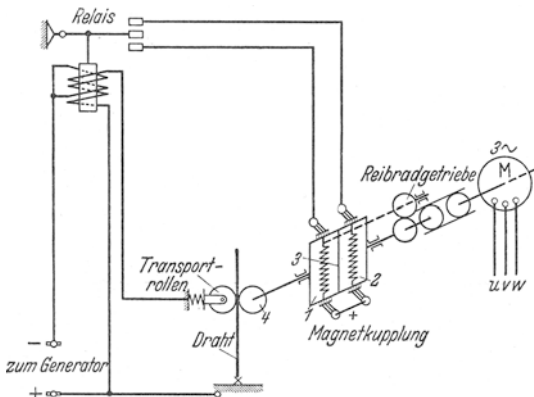 Relais
3~
M
Reibradgetriebe
u v w
3
2
1
+
Magnetkupplung
Transport-
rollen
4
Draht
−
zum Generator
+